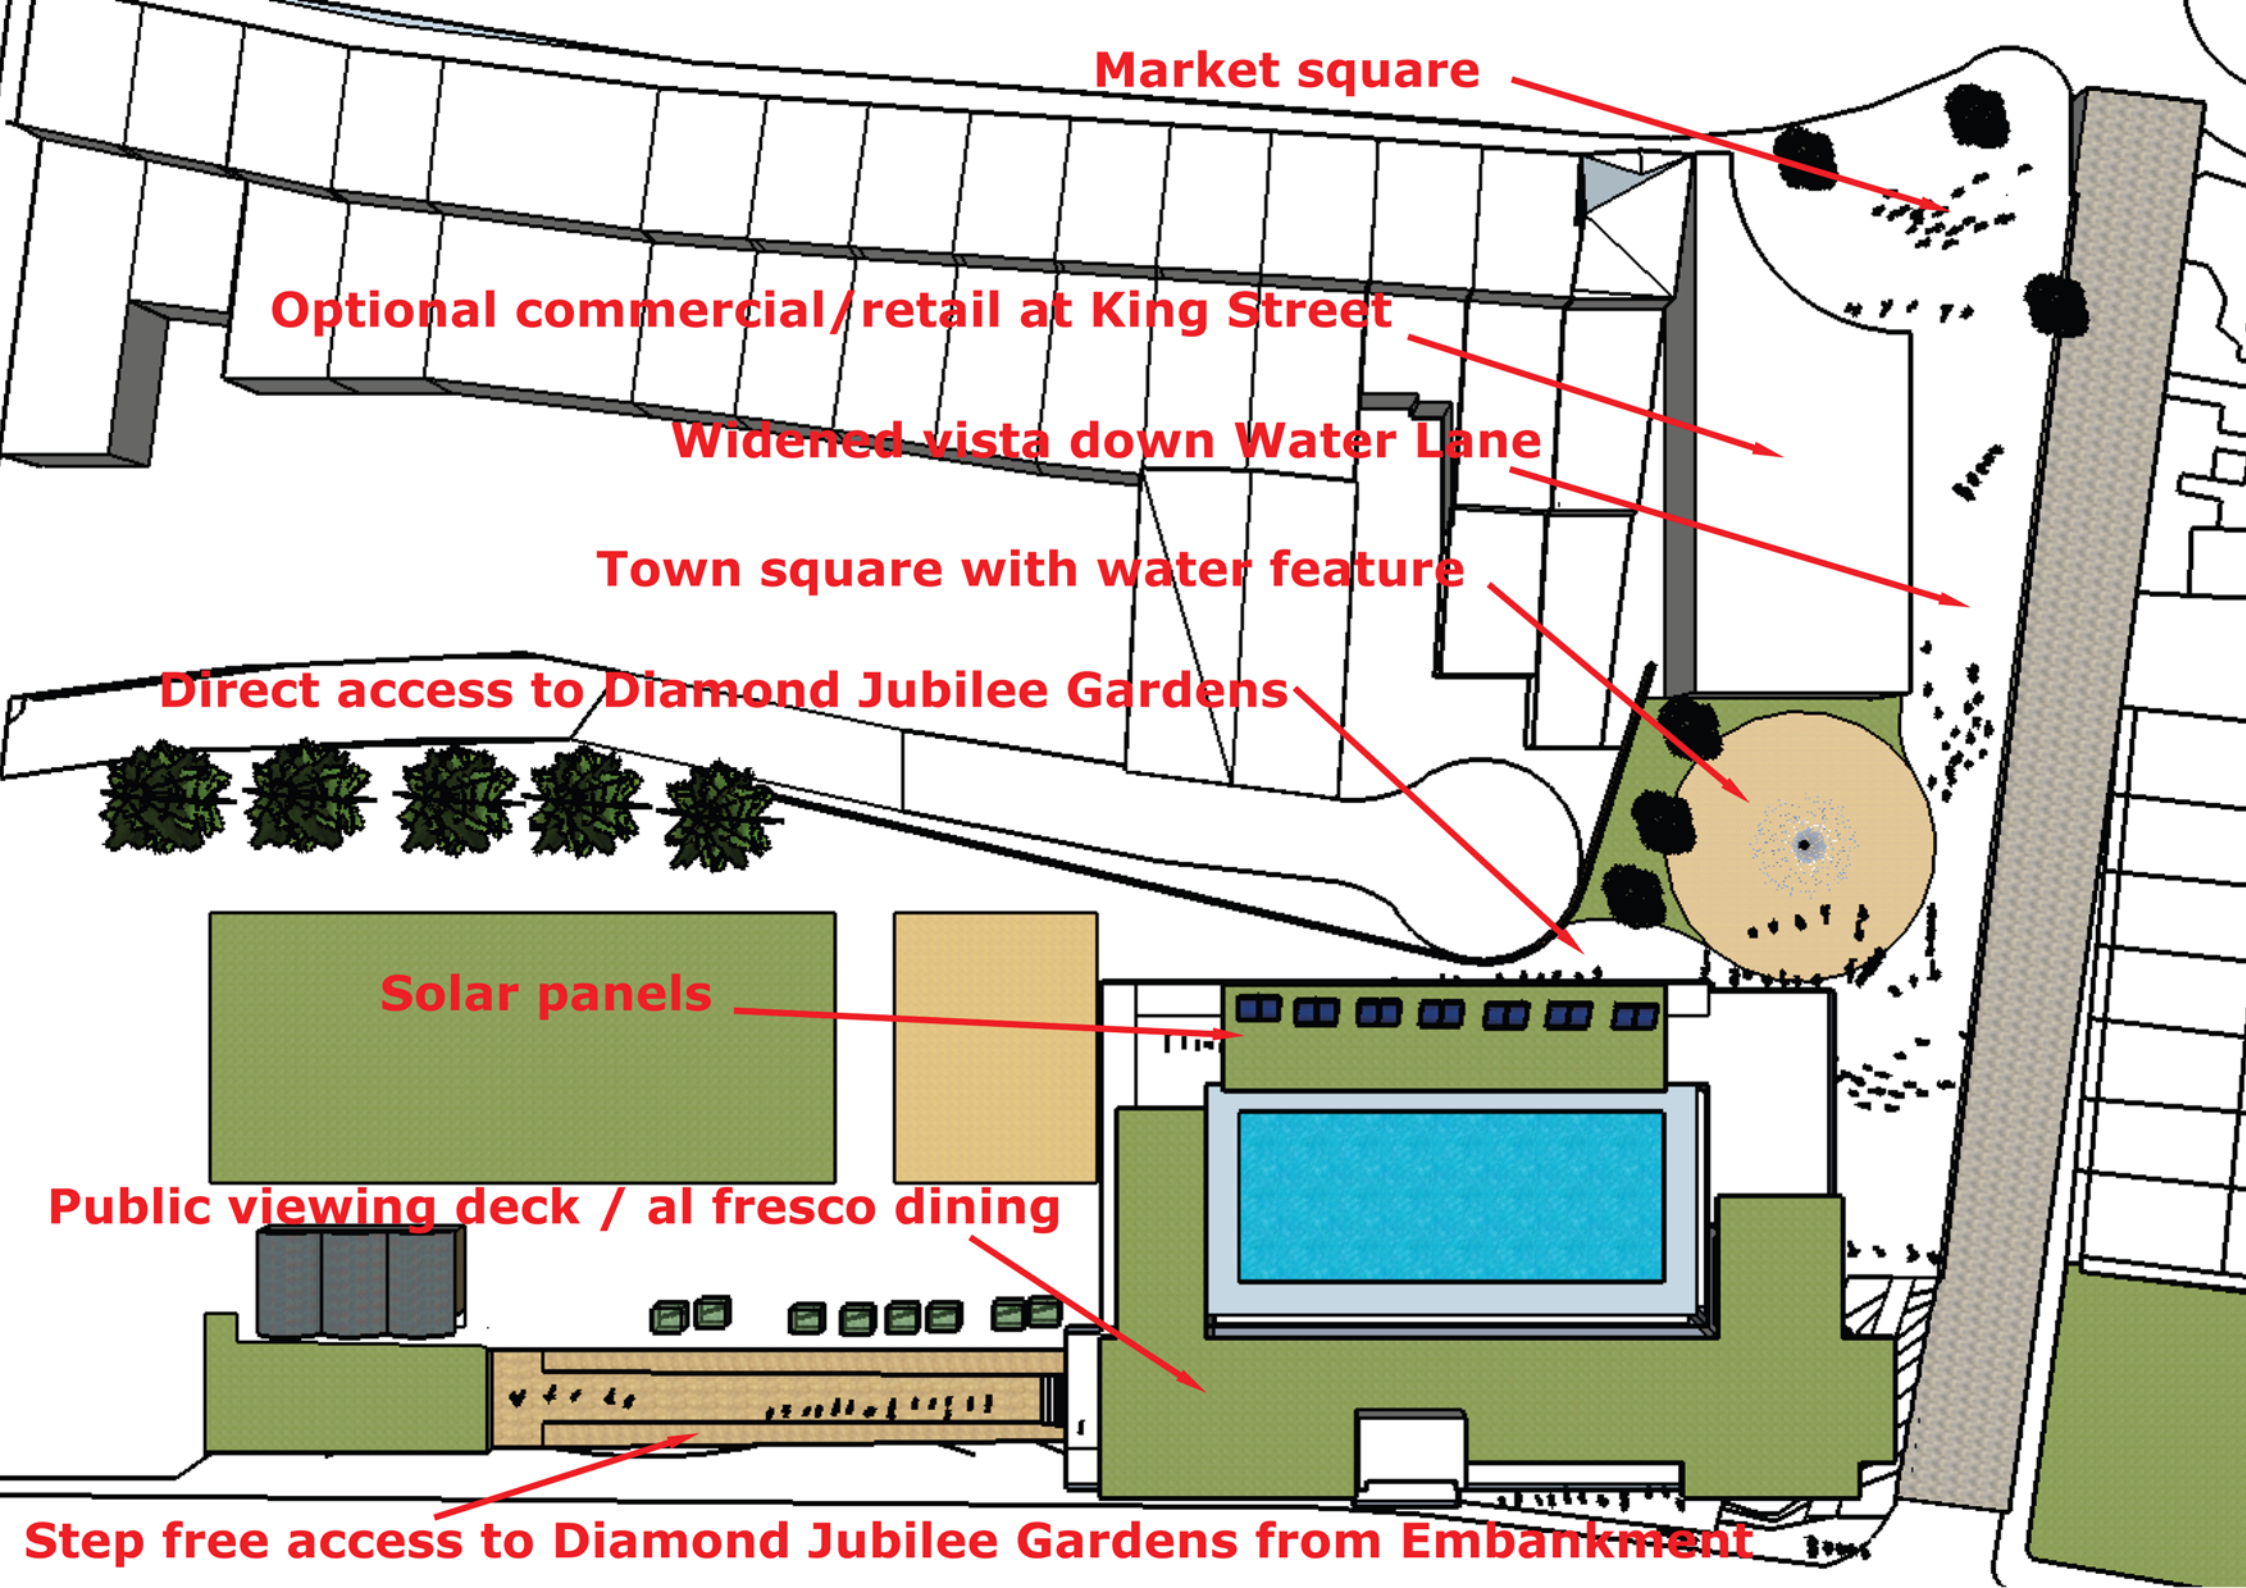 Market square
Optional commercial/retail at King Street
Widened vista down Water Lane
Town square with water feature
Direct access to Diamond Jubilee Gardens
Solar panels
Public viewing deck / al fresco dining
Step free access to Diamond Jubilee Gardens from Embankment